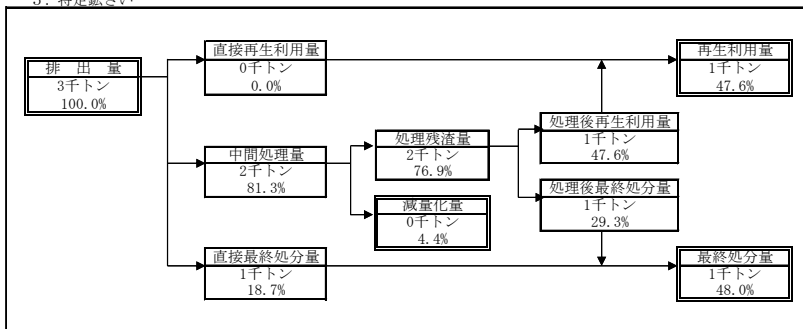 3. 特定鉱さい
排 出 量
3千トン
100.0%
直接再生利用量
0千トン
0.0%
再生利用量
1千トン
47.6%
中間処理量
2千トン
81.3%
処理残渣量
2千トン
76.9%
処理後再生利用量
1千トン
47.6%
減量化量
0千トン
4.4%
処理後最終処分量
1千トン
29.3%
直接最終処分量
1千トン
18.7%
最終処分量
1千トン
48.0%